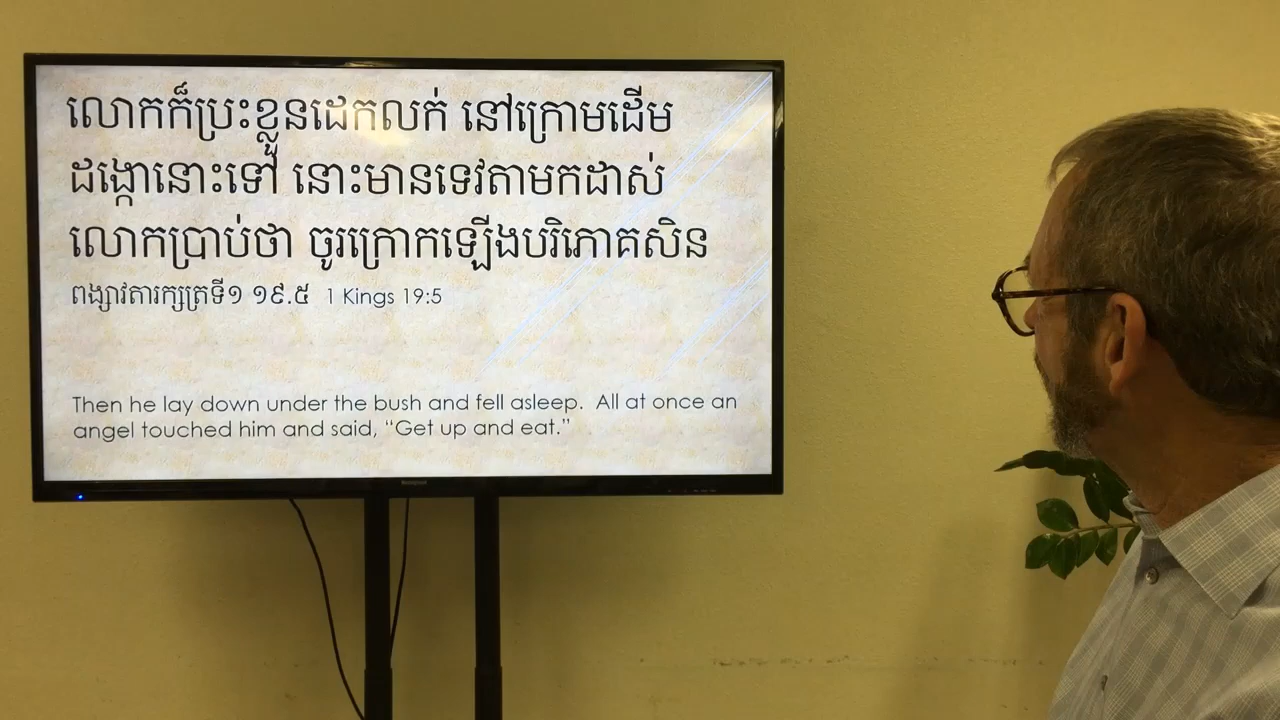 លោកក៏ប្រះខ្លួនដេកលក់ នៅក្រោមដើម
ដង្កោនោះទៅ នោះមានទេវតាមកដាស់
លោកប្រាប់ថា ចូរក្រោកឡើងបរិភោគសិន
ពង្សាវតារក្សត្រទី១ ១៩.៥ 1 Kings 19:5
Then he lay down under the bush and fell asleep. All at once an
angel touched him and said, “Get up and eat.”